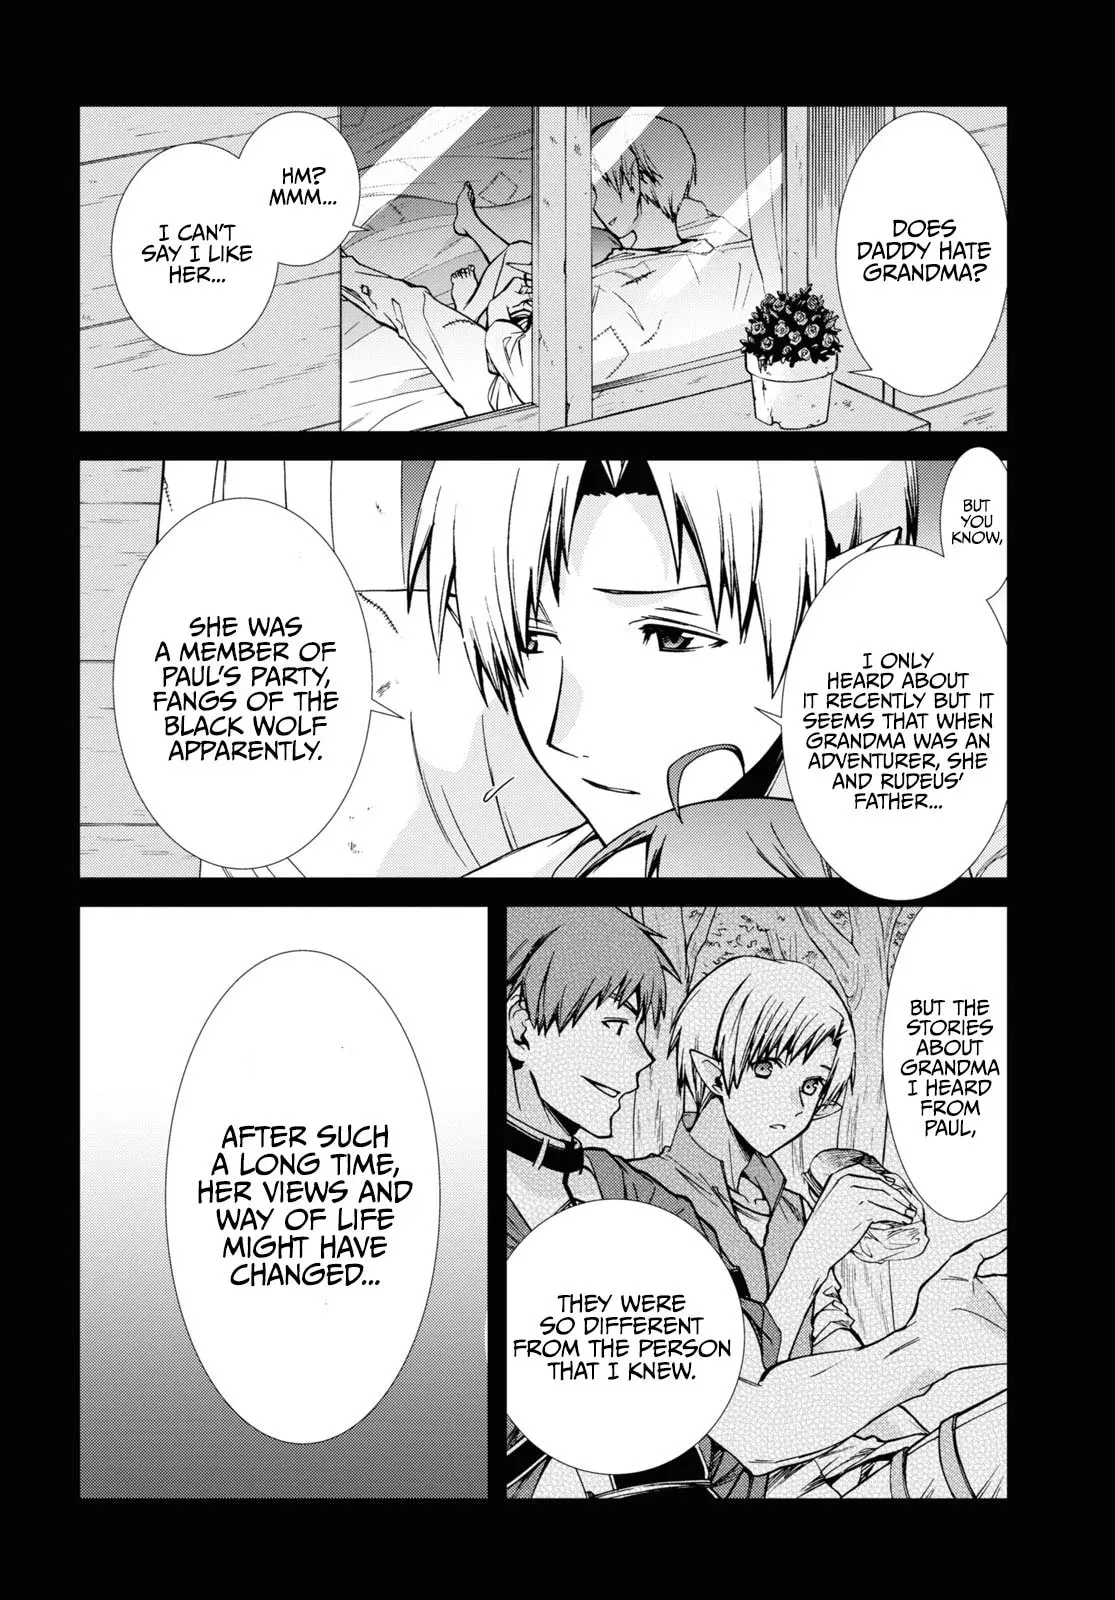 DOES
DADDY HATE
GRANDMA?
HM?
MMM...
I CAN'T
SAY I LIKE
HER...
BUT
YOU
KNOW,
I ONLY
HEARD ABOUT
IT RECENTLY BUT IT
SEEMS THAT WHEN
GRANDMA WAS AN
ADVENTURER, SHE
AND RUDEUS'
FATHER...
SHE WAS
A MEMBER OF
PAUL'S PARTY,
FANGS OF THE
BLACK WOLF
APPARENTLY.
BUT THE
STORIES
ABOUT
GRANDMA
I HEARD
FROM
PAUL,
THEY WERE
SO DIFFERENT
FROM THE PERSON
THAT I KNEW.
AFTER SUCH
A LONG TIME,
HER VIEWS AND
WAY OF LIFE
MIGHT HAVE
CHANGED...